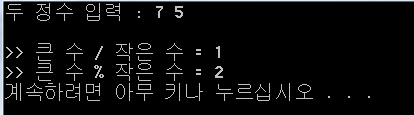 두 정수 입력 : 7 5
>> 큰 수 / 작은 수 = 1
>> 큰 수 % 작은 수 = 2
계속하려면 아무 키나 누르십시오 . . .